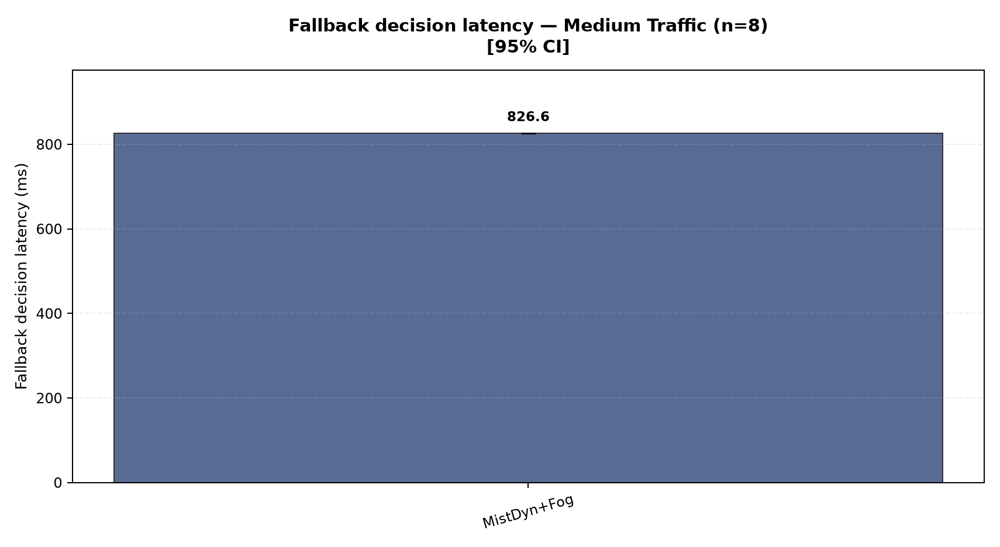 Fallback decision latency — Medium Traffic (n=8)
[95% CI]
826.6
Fallback decision latency (ms)
800
600
400
200
0
MistDyn+Fog